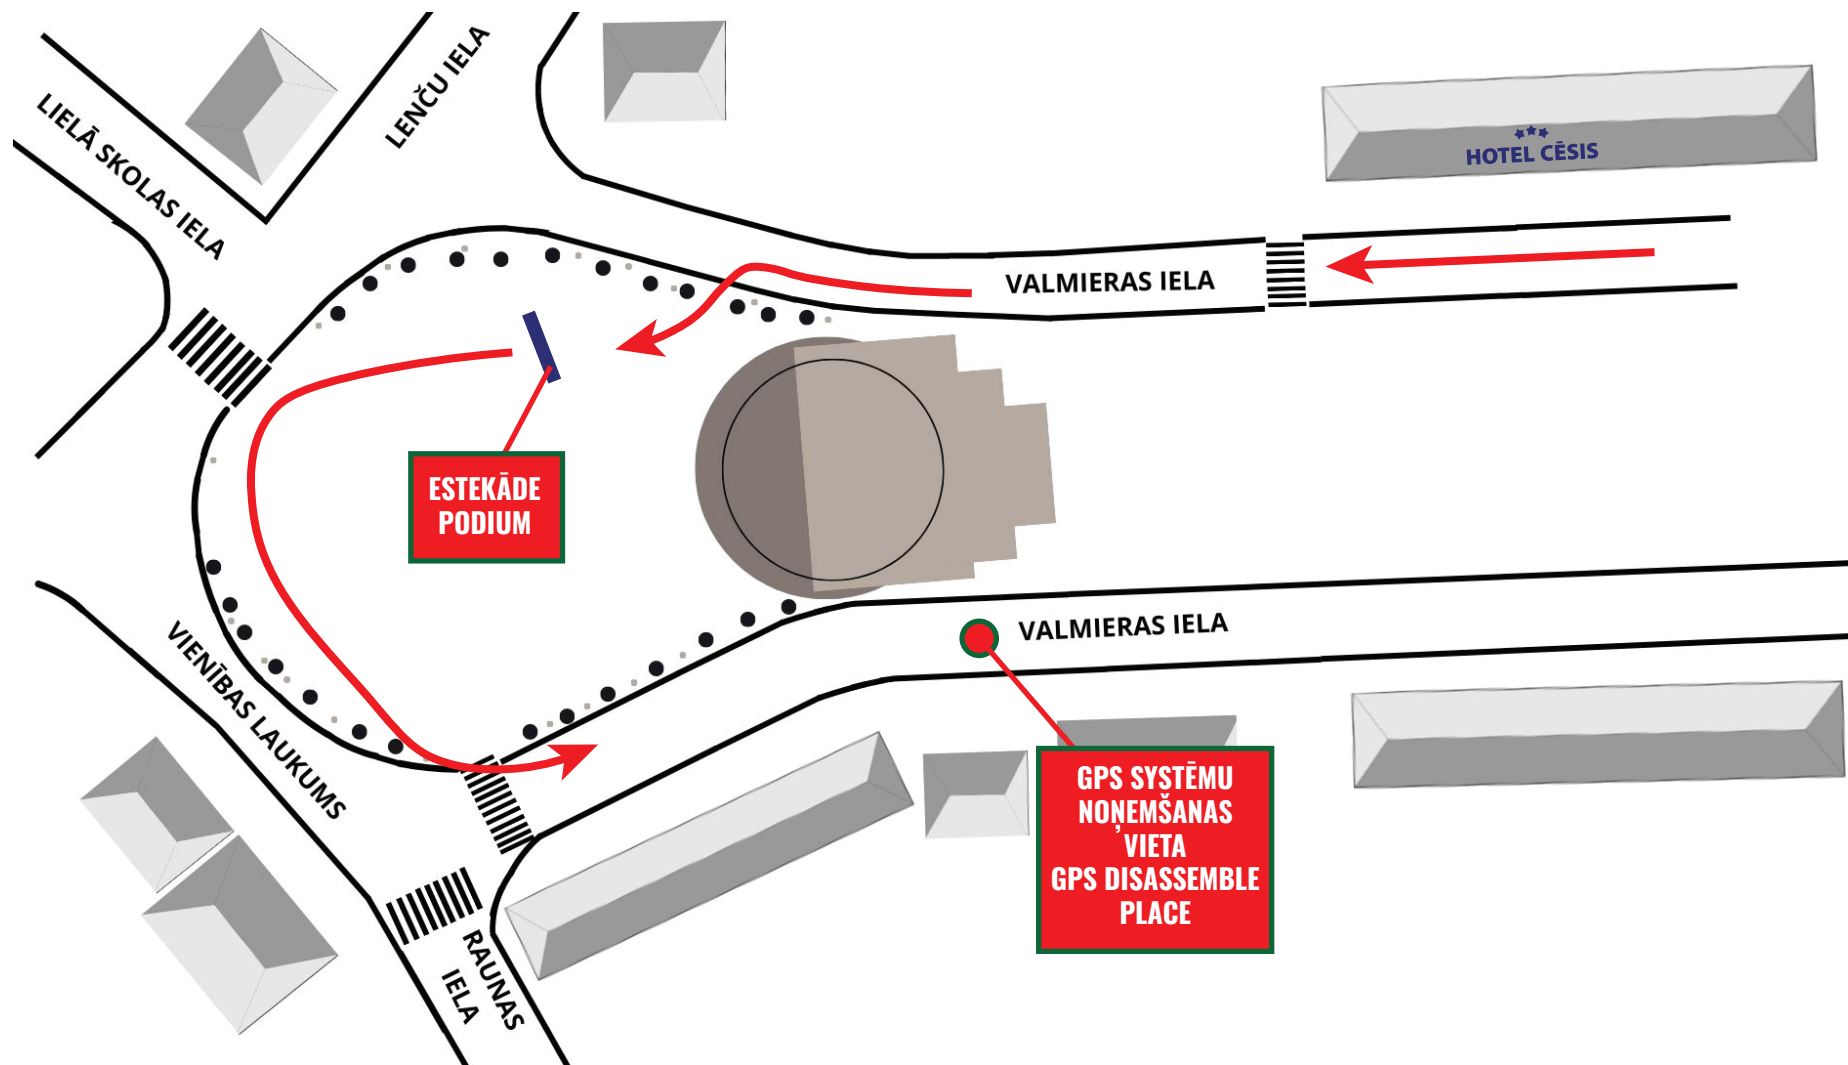 LENČU IELA
LIELĀ SKOLAS IELA
HOTEL CĒSIS
VALMIERAS IELA
ESTEKĀDE
PODIUM
VALMIERAS IELA
VIENĪBAS LAUKUMS
GPS SYSTĒMU
NOŅEMŠANAS
VIETA
GPS DISASSEMBLE
PLACE
RAUNAS
IELA